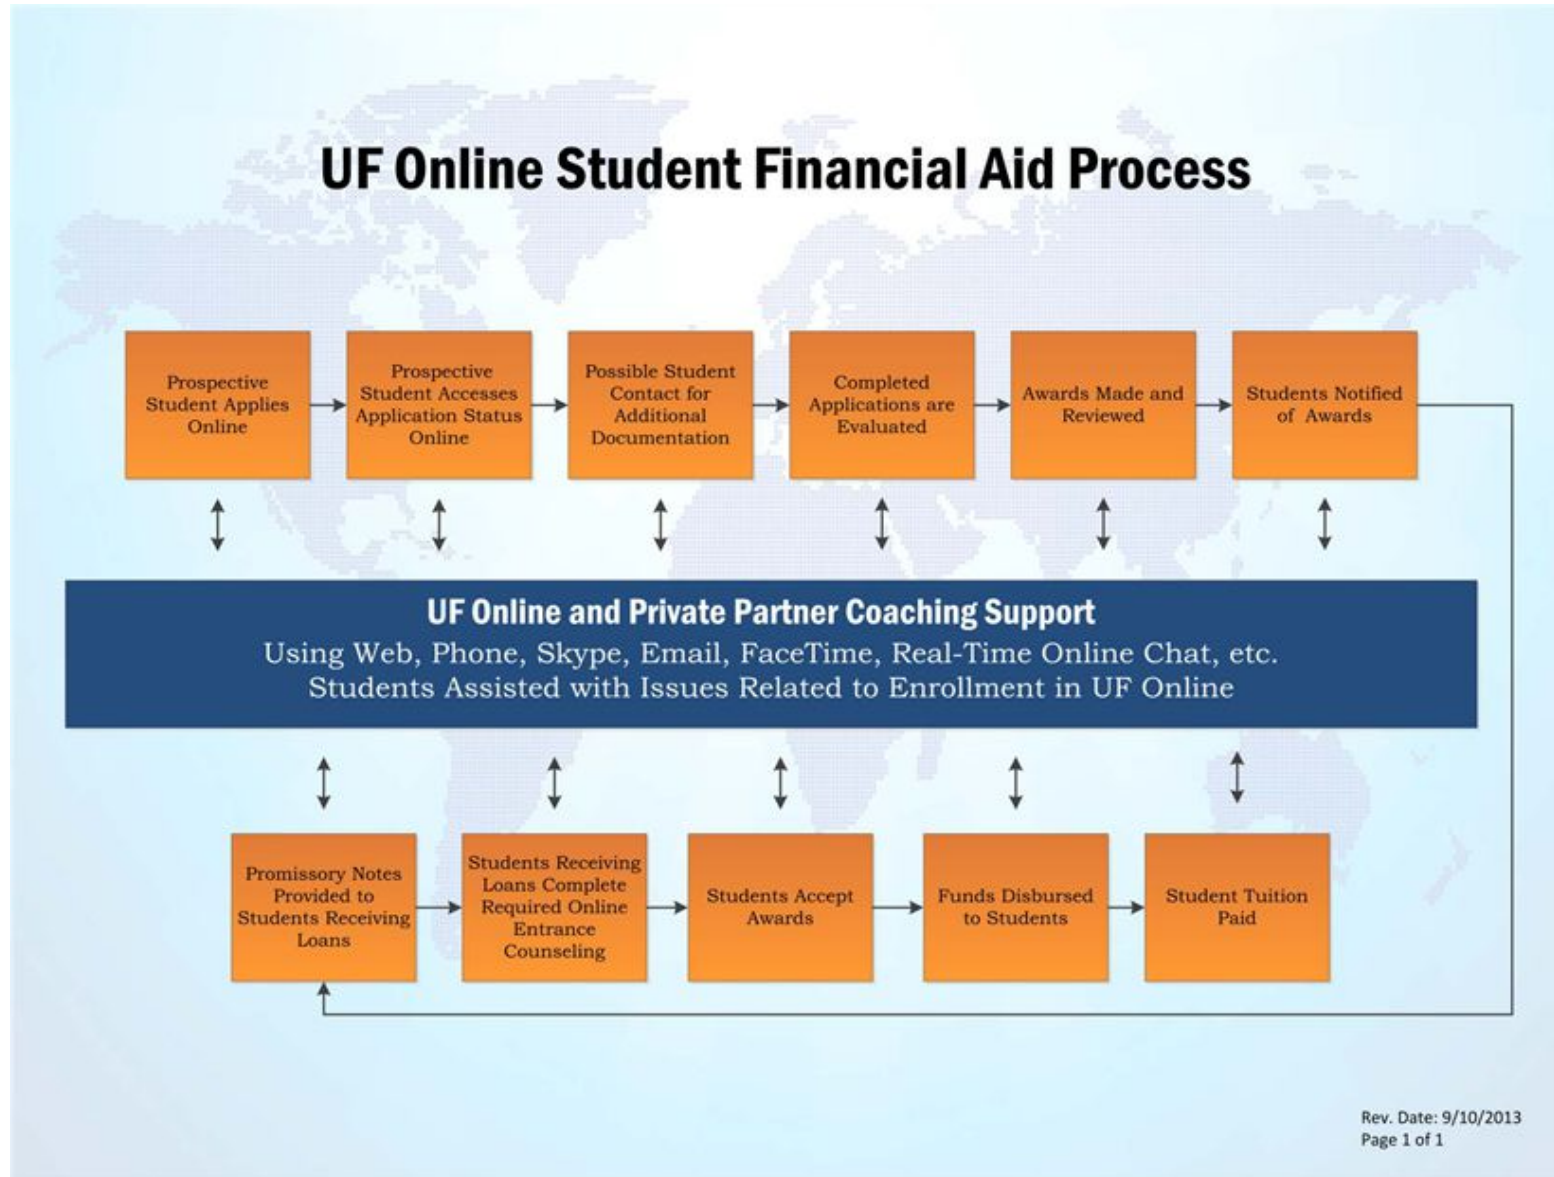 UF Online Student Financial Aid Process
Prospective
Student Applies
Online
Prospective
Student Accesses
Application Status
Online
Possible Student
Contact for
Additional
Documentation
Completed
Applications are
Evaluated
Awards Made and
Reviewed
Students Notified
of Awards
UF Online and Private Partner Coaching Support
Using Web, Phone, Skype, Email, FaceTime, Real-Time Online Chat, etc.
Students Assisted with Issues Related to Enrollment in UF Online
Promissory Notes
Provided to
Students Receiving
Loans
Students Receiving
Loans Complete
Required Online
Entrance
Counseling
Students Accept
Awards
Funds Disbursed
to Students
Student Tuition
Paid
Rev. Date: 9/10/2013
Page 1 of 1